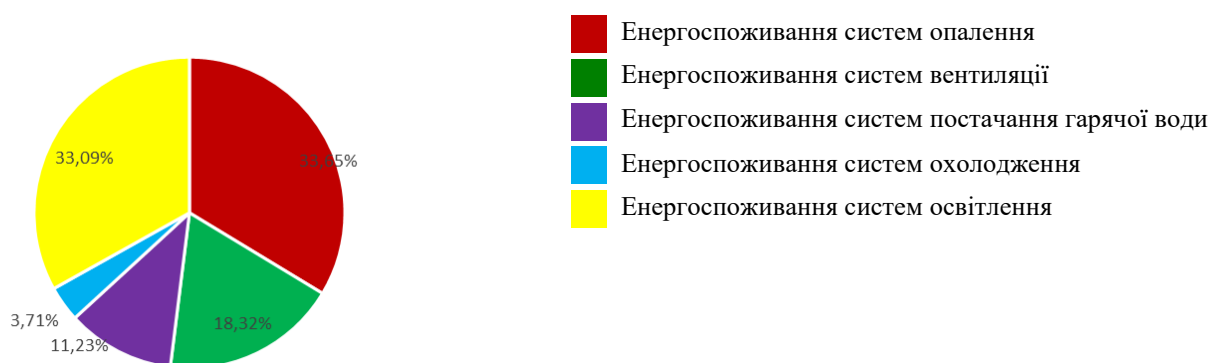 Енергоспоживання систем опалення
Енергоспоживання систем вентиляції
Енергоспоживання систем постачання гарячої води
Енергоспоживання систем охолодження
Енергоспоживання систем освітлення
33,09%
33,65%
18,32%
3,71%
11,23%